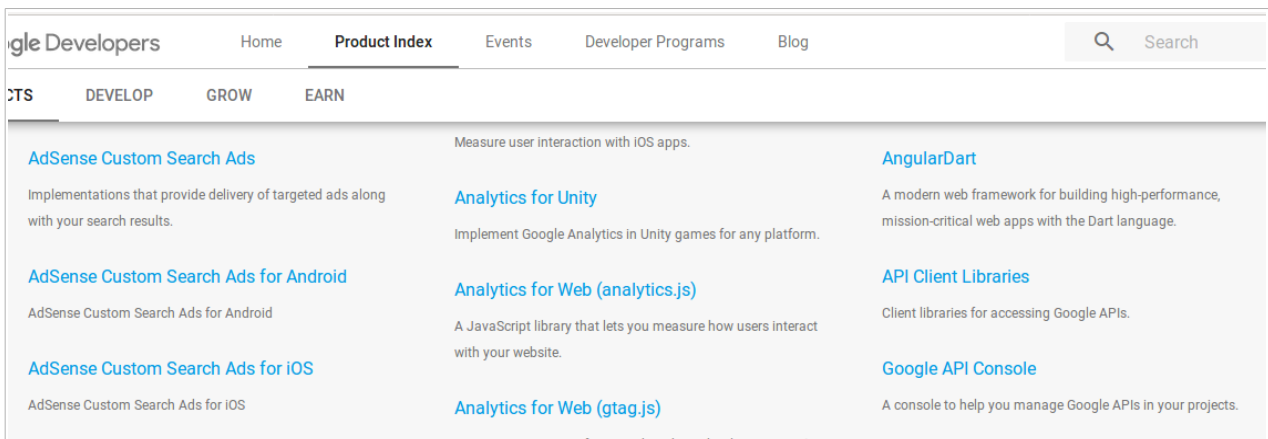 gle Developers Home Product Index Events Developer Programs Blog Search
CTS DEVELOP GROW EARN
AdSense Custom Search Ads
Implementations that provide delivery of targeted ads along
with your search results.
AdSense Custom Search Ads for Android
AdSense Custom Search Ads for Android
AdSense Custom Search Ads for iOS
AdSense Custom Search Ads for iOS
Measure user interaction with iOS apps.
Analytics for Unity
Implement Google Analytics in Unity games for any platform.
Analytics for Web (analytics.js)
A JavaScript library that lets you measure how users interact
with your website.
Analytics for Web (gtag.js)
AngularDart
A modern web framework for building high-performance,
mission-critical web apps with the Dart language.
API Client Libraries
Client libraries for accessing Google APIs.
Google API Console
A console to help you manage Google APIs in your projects.